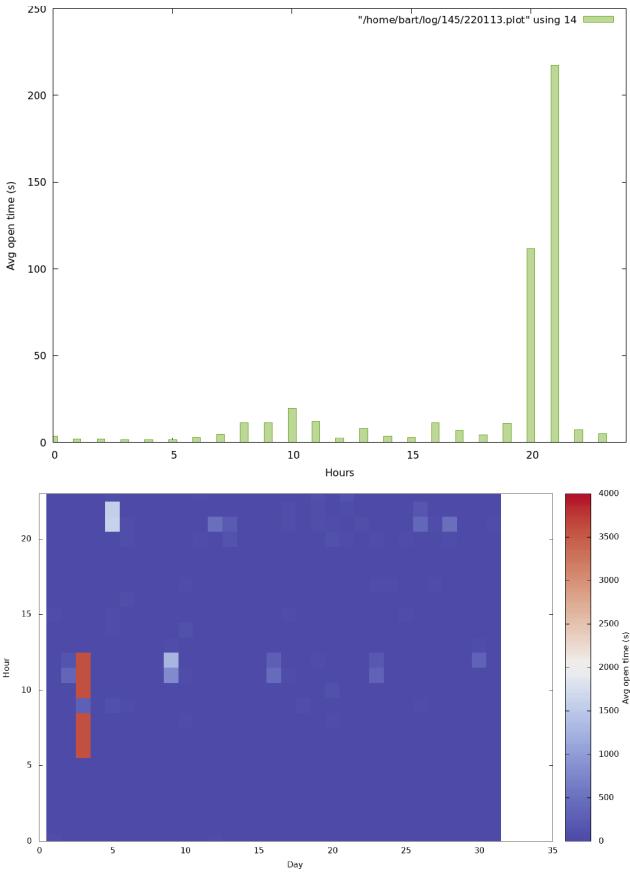 "/home/bart/log/145/220113.plot" using 14
250
200
150
100
50
0
Avg open time (s)
0 5 10 15 20
Hours
20
15
10
5
0
Hour
0 5 10 15 20 25 30 35
Day
4000
3500
3000
2500
2000
1500
1000
500
0
Avg open time (s)